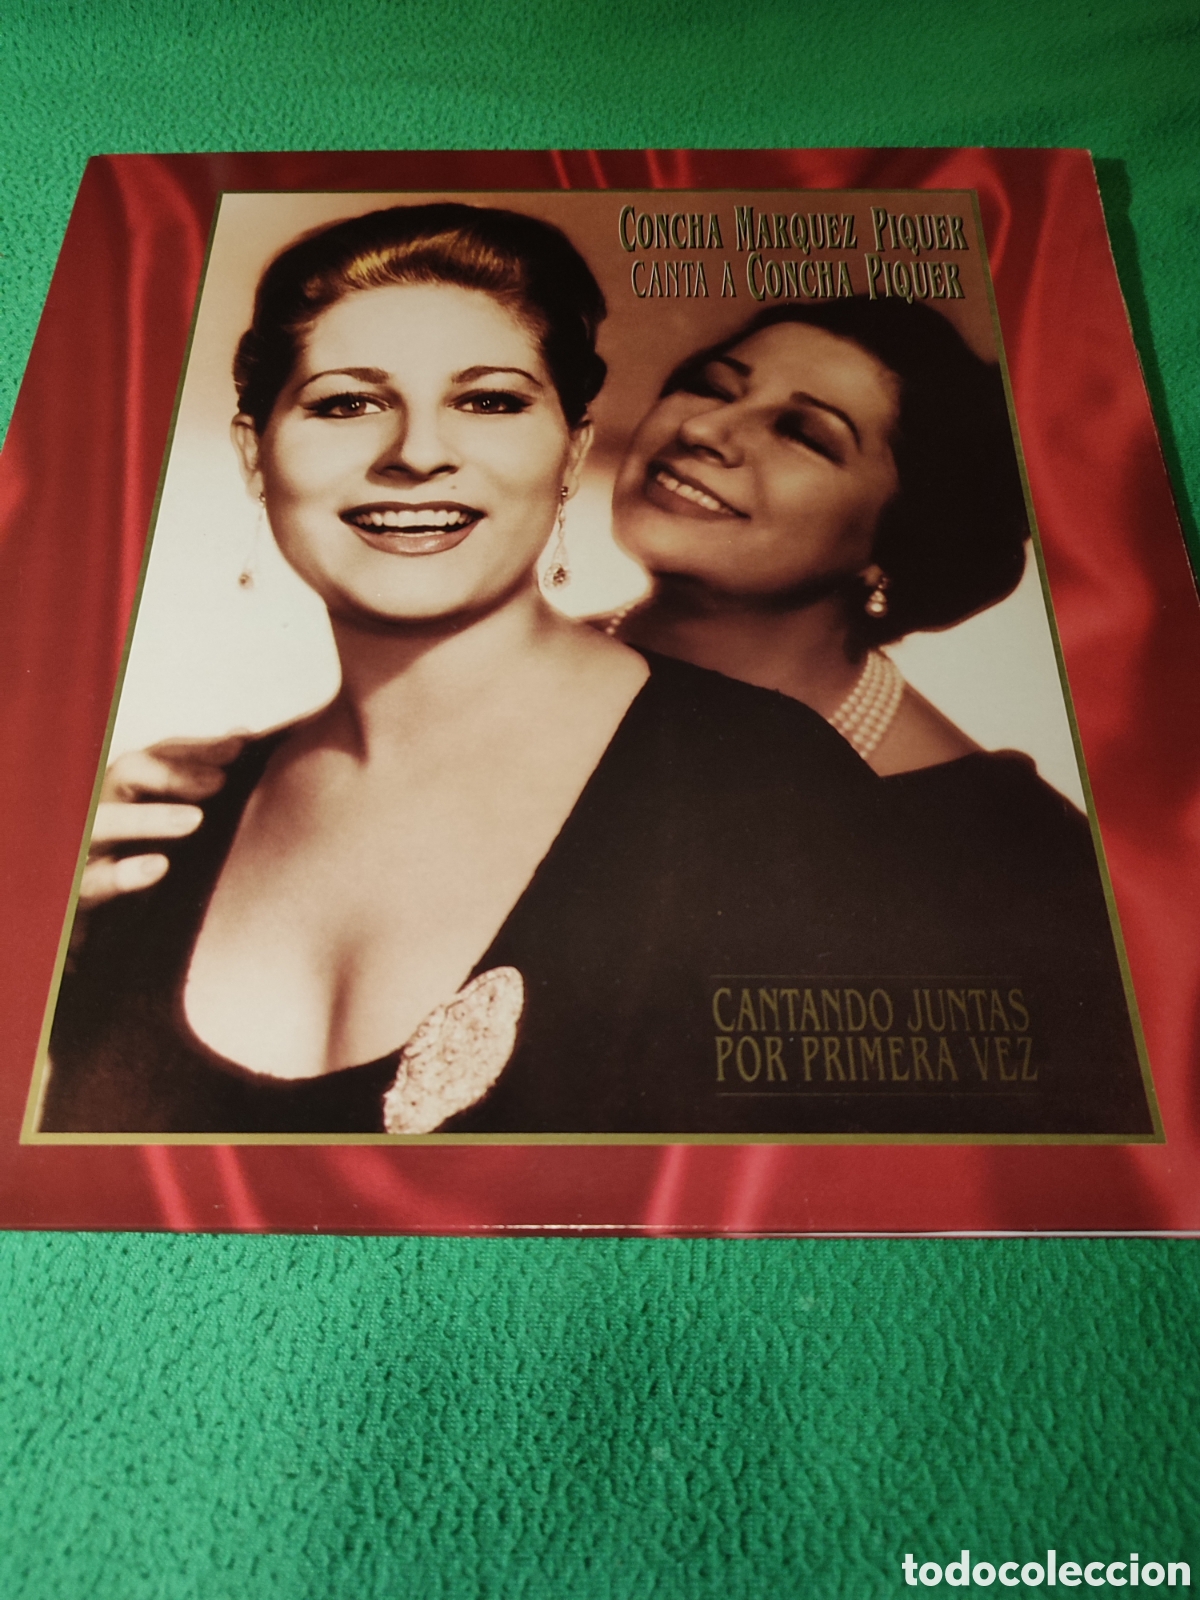 CONCHA MARQUEZ PIQUER
CANTA A CONCHA PIQUER
CANTANDO JUNTAS
POR PRIMERA VEZ
todocoleccion